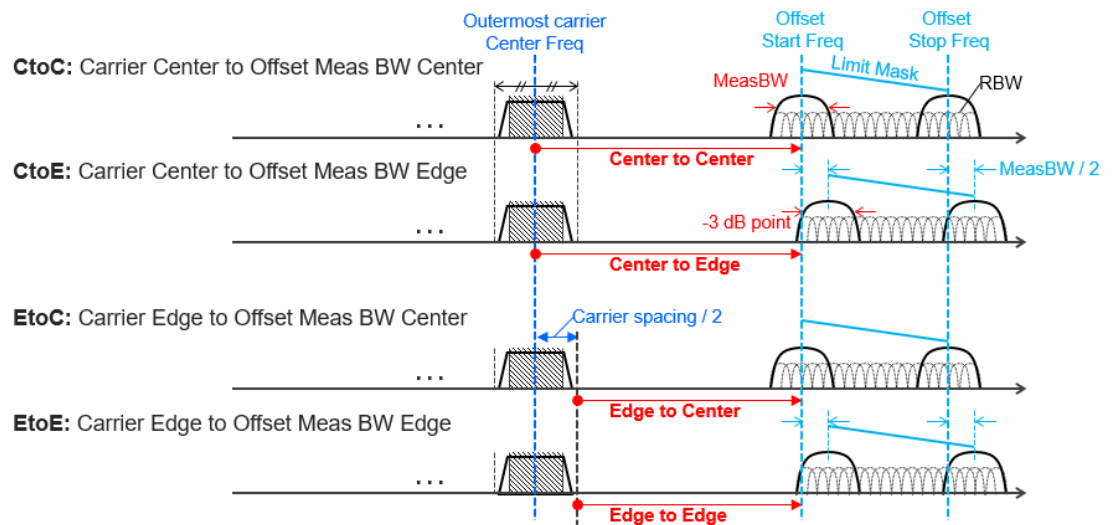 Outermost carrier
Center Freq
Offset
Start Freq
Offset
Stop Freq
CtoC: Carrier Center to Offset Meas BW Center
MeasBW
Limit Mask
RBW
...
Center to Center
CtoE: Carrier Center to Offset Meas BW Edge
MeasBW / 2
...
-3 dB point
Center to Edge
EtoC: Carrier Edge to Offset Meas BW Center
Carrier spacing / 2
...
Edge to Center
EtoE: Carrier Edge to Offset Meas BW Edge
...
Edge to Edge